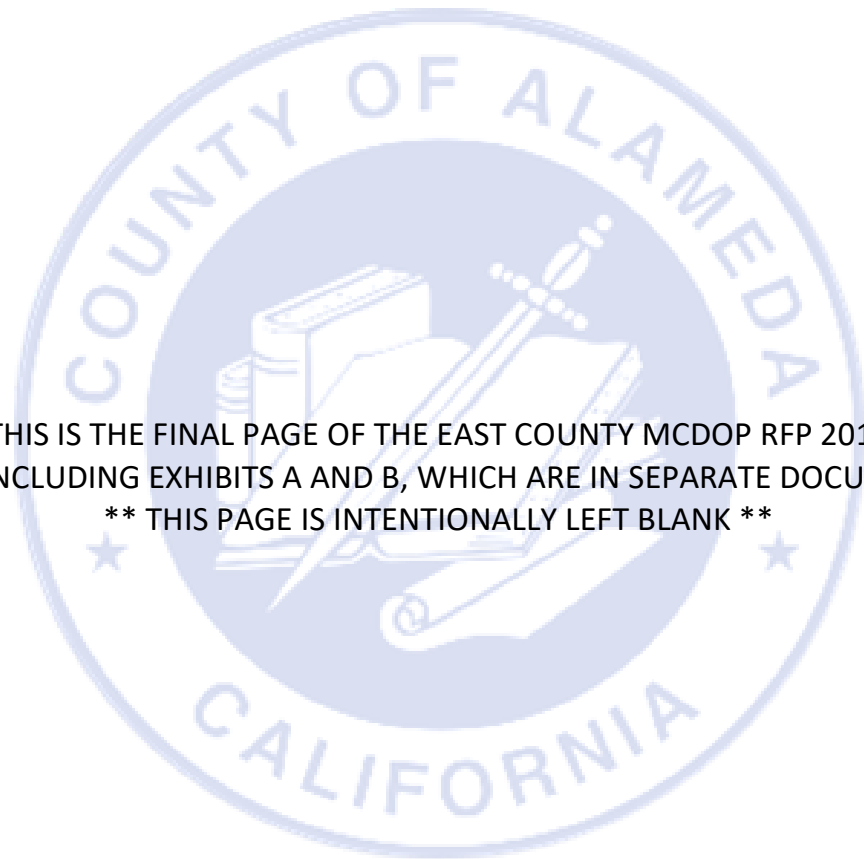 COUNTY OF ALAMEDA
THIS IS THE FINAL PAGE OF THE EAST COUNTY MCDOP RFP 201
NCLUDING EXHIBITS A AND B, WHICH ARE IN SEPARATE DOCU
** THIS PAGE IS INTENTIONALLY LEFT BLANK **
CALIFORNIA